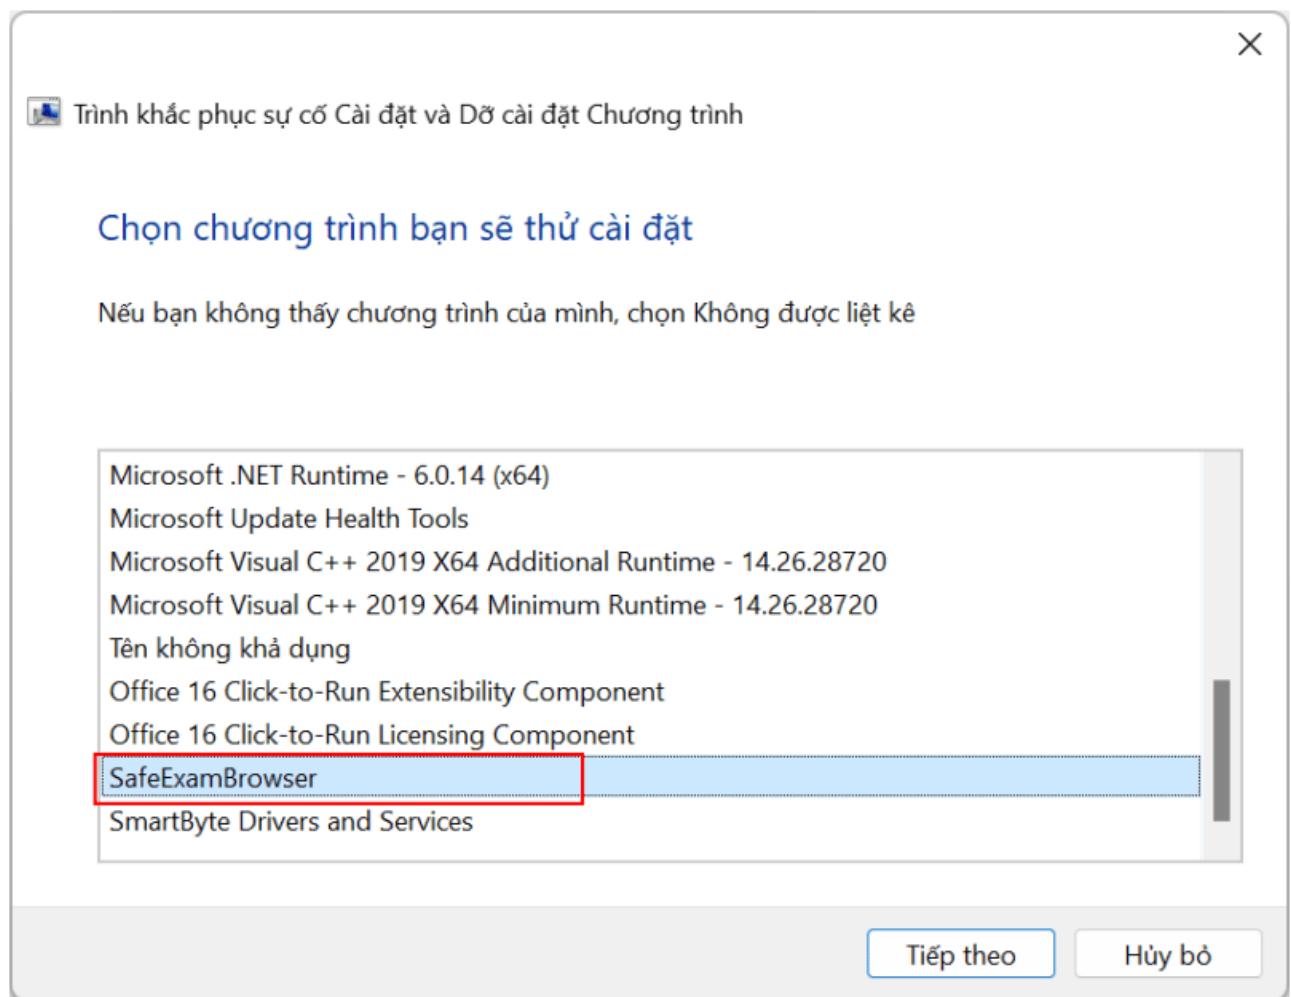 Trình khắc phục sự cố Cài đặt và Dỡ cài đặt Chương trình
Chọn chương trình bạn sẽ thử cài đặt
Nếu bạn không thấy chương trình của mình, chọn Không được liệt kê
Microsoft .NET Runtime - 6.0.14 (x64)
Microsoft Update Health Tools
Microsoft Visual C++ 2019 X64 Additional Runtime - 14.26.28720
Microsoft Visual C++ 2019 X64 Minimum Runtime - 14.26.28720
Tên không khả dụng
Office 16 Click-to-Run Extensibility Component
Office 16 Click-to-Run Licensing Component
SafeExamBrowser
SmartByte Drivers and Services
Tiếp theo
Hủy bỏ